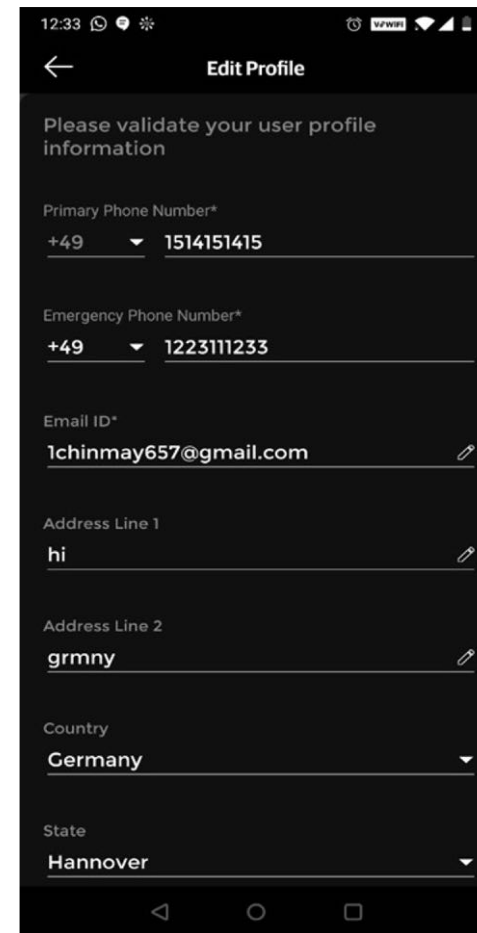 12:33
VoWIFI
Edit Profile
Please validate your user profile
information
Primary Phone Number*
+49 1514151415
Emergency Phone Number*
+49 1223111233
Email ID*
1chinmay657@gmail.com
Address Line 1
hi
Address Line 2
grmny
Country
Germany
State
Hannover